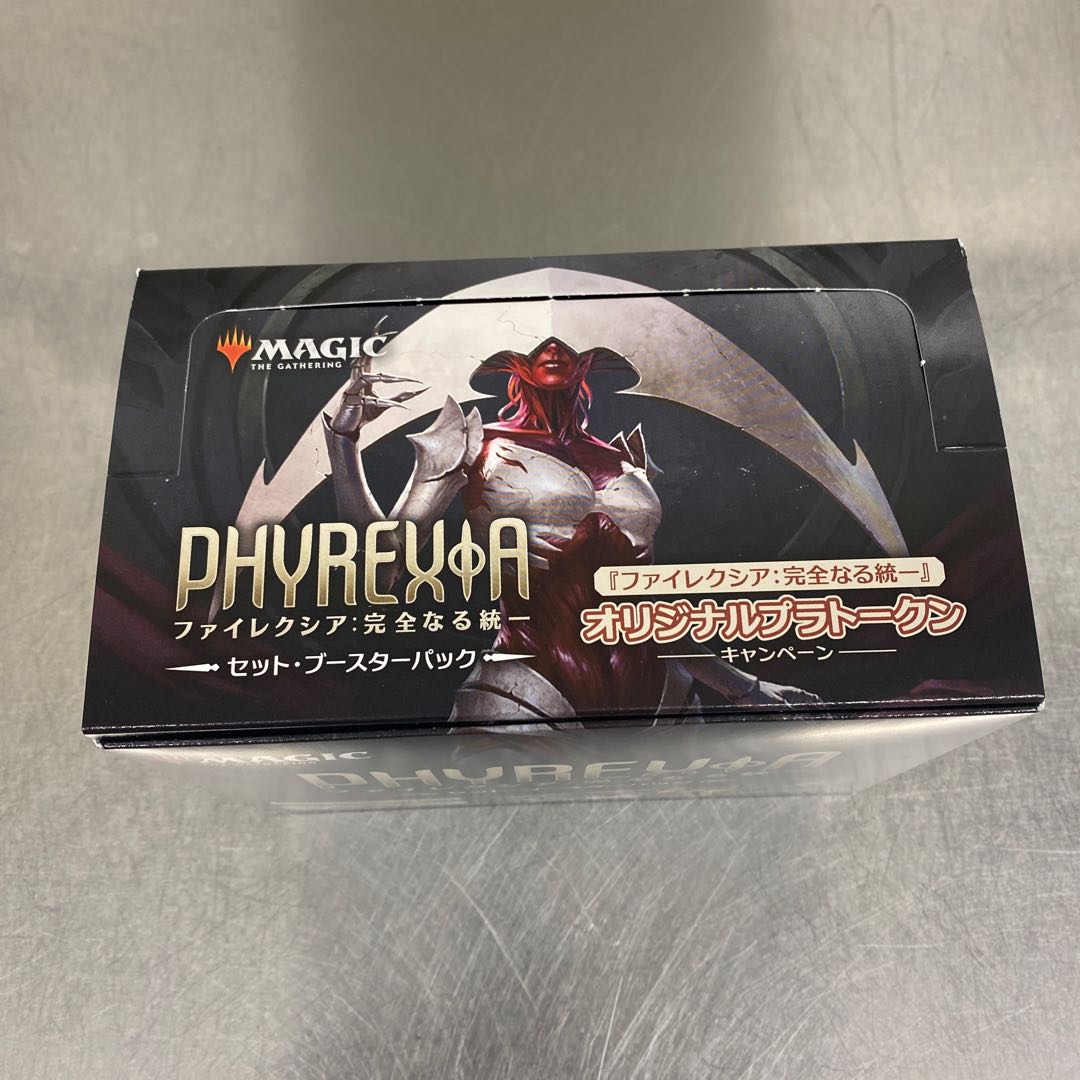 MAGIC
THE GATHERING
PHYREXIA
ファイレクシア:完全なる統一
セット・ブースターパック
『ファイレクシア:完全なる統一』
オリジナルプラトークン
キャンペーン
MAGIC
PHYREXIA